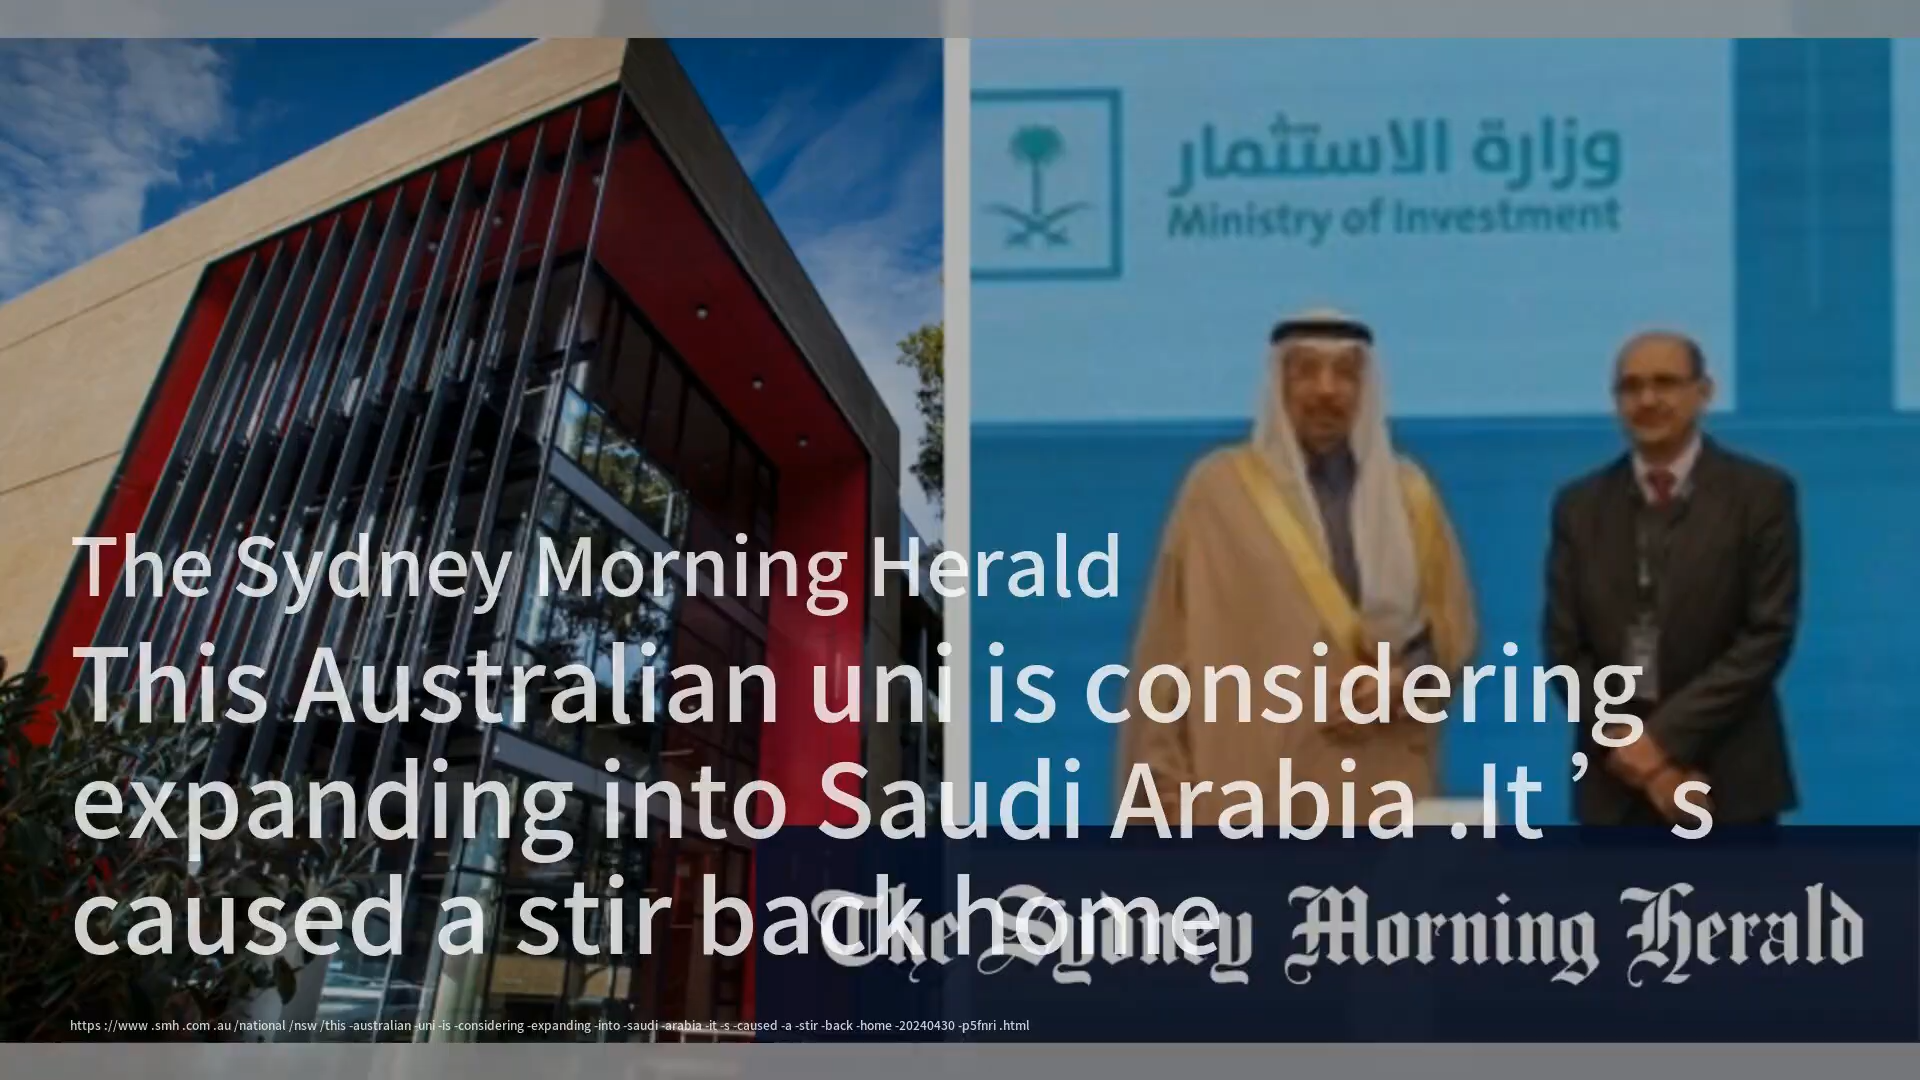 وزارة الاستثمار
Ministry of Investment
The Sydney Morning Herald
This Australian uni is considering
expanding into Saudi Arabia .It ’ s
caused a stir back home
The Sydney Morning Herald
https ://www .smh .com .au /national /nsw /this -australian -uni -is -considering -expanding -into -saudi -arabia -it -s -caused -a -stir -back -home -20240430 -p5fnri .html